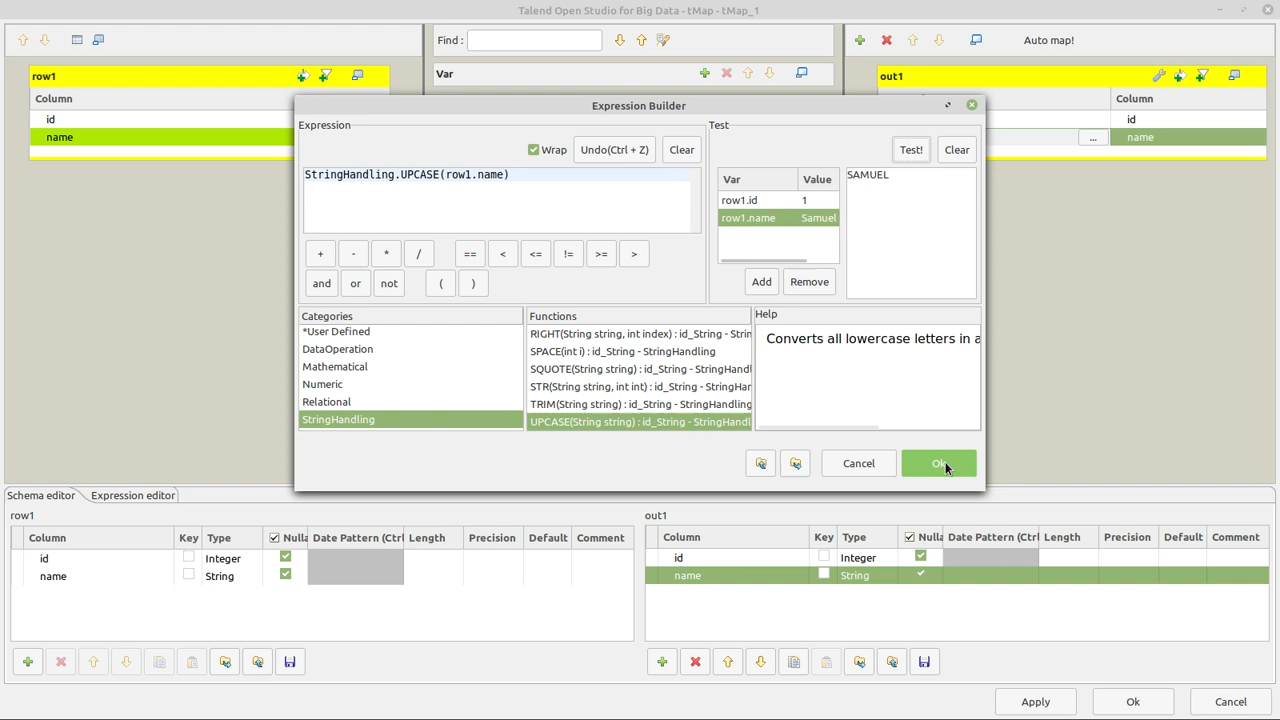 Talend Open Studio for Big Data - tMap - tMap_1
Find :
Auto map!
row1
Var
out1
Column
id
name
Column
id
...
name
Expression Builder
Expression
Wrap
Undo(Ctrl + Z)
Clear
StringHandling.UPCASE(row1.name)
+ - * / == < <= != >= >
and or not ( )
Test
Test!
Clear
Var Value
row1.id 1
row1.name Samuel
SAMUEL
Add
Remove
Categories
*User Defined
DataOperation
Mathematical
Numeric
Relational
StringHandling
Functions
RIGHT(String string, int index) : id_String - Strin
SPACE(int i) : id_String - StringHandling
SQUOTE(String string) : id_String - StringHandl
STR(String string, int int) : id_String - StringHar
TRIM(String string) : id_String - StringHandling
UPCASE(String string) : id_String - StringHandl
Help
Converts all lowercase letters in a
Cancel
Ok
Schema editor
Expression editor
row1
Column Key Type Nulla Date Pattern (Ctrl Length Precision Default Comment
id Integer
name String
out1
Column Key Type Nulla Date Pattern (Ctrl Length Precision Default Comment
id Integer
name String
Apply
Ok
Cancel